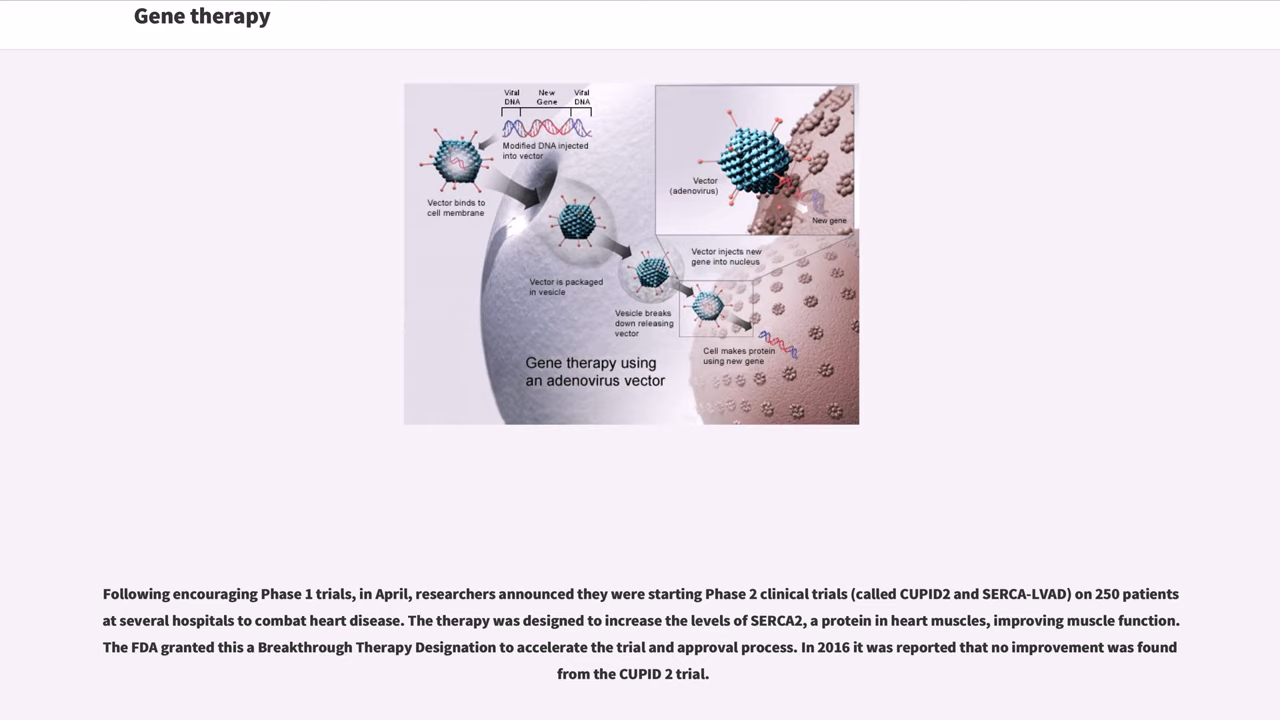 Gene therapy
Viral DNA
New Gene
Viral DNA
Modified DNA injected
into vector
Vector binds to
cell membrane
Vector
(adenovirus)
New gene
Vector injects new
gene into nucleus
Vector is packaged
in vesicle
Vesicle breaks
down releasing
vector
Cell makes protein
using new gene
Gene therapy using
an adenovirus vector
Following encouraging Phase 1 trials, in April, researchers announced they were starting Phase 2 clinical trials (called CUPID2 and SERCA-LVAD) on 250 patients
at several hospitals to combat heart disease. The therapy was designed to increase the levels of SERCA2, a protein in heart muscles, improving muscle function.
The FDA granted this a Breakthrough Therapy Designation to accelerate the trial and approval process. In 2016 it was reported that no improvement was found
from the CUPID 2 trial.